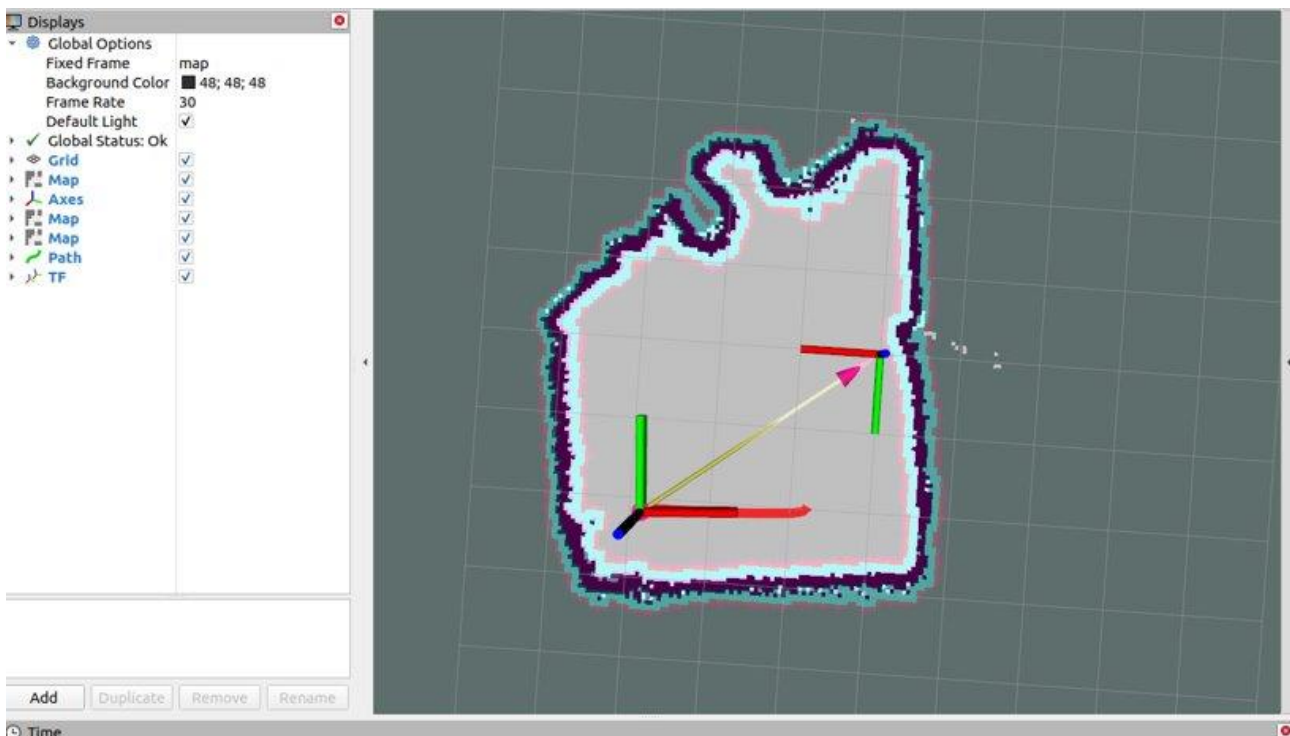 Displays
Global Options
Fixed Frame map
Background Color 48; 48; 48
Frame Rate 30
Default Light
Global Status: Ok
Grid
Map
Axes
Map
Map
Path
TF
Add Duplicate Remove Rename
Time